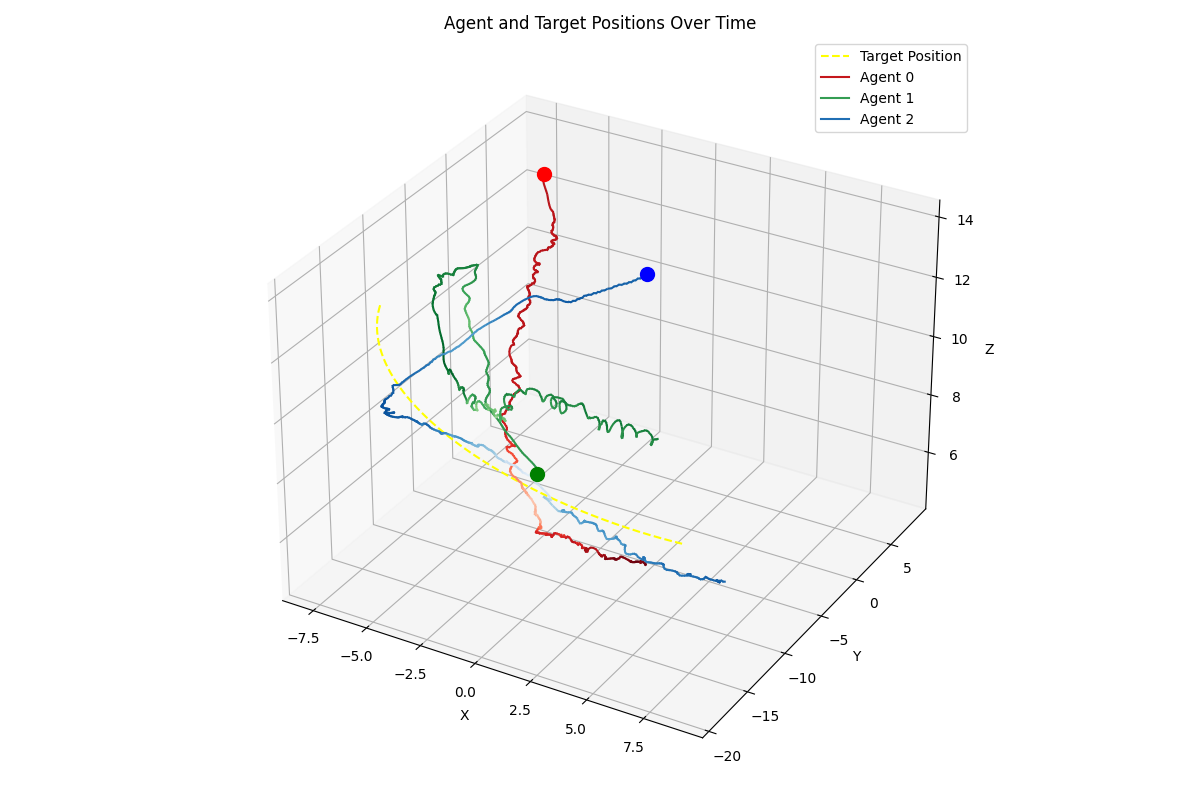 Agent and Target Positions Over Time
Target Position
Agent 0
Agent 1
Agent 2
14
12
10
8
6
Z
5
0
−5
−10
−15
−20
Y
−7.5
−5.0
−2.5
0.0
2.5
5.0
7.5
X